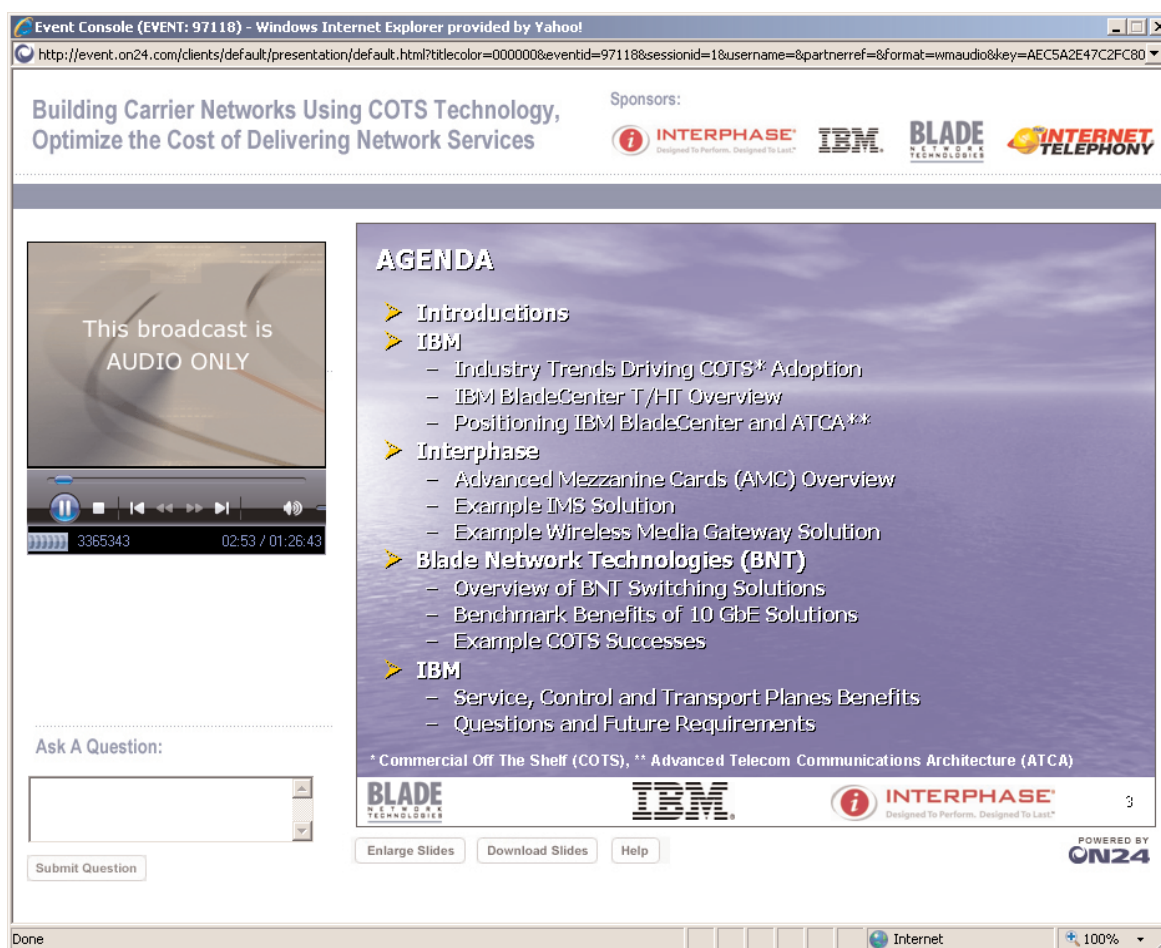 Event Console (EVENT: 97118) - Windows Internet Explorer provided by Yahoo!
http://event.on24.com/clients/default/presentation/default.html?titlecolor=000000&eventid=97118&sessionid=1&username=&partnerref=&format=wmaudio&key=AEC5A2E47C2FC80
Building Carrier Networks Using COTS Technology,
Optimize the Cost of Delivering Network Services
Sponsors:
INTERPHASE
Designed To Perform. Designed To Last.
IBM.
BLADE
NETWORK
TECHNOLOGIES
INTERNET
TELEPHONY
This broadcast is
AUDIO ONLY
3365343
02:53 / 01:26:43
AGENDA
Introductions
IBM
– Industry Trends Driving COTS* Adoption
– IBM BladeCenter T/HT Overview
– Positioning IBM BladeCenter and ATCA**
Interphase
– Advanced Mezzanine Cards (AMC) Overview
– Example IMS Solution
– Example Wireless Media Gateway Solution
Blade Network Technologies (BNT)
– Overview of BNT Switching Solutions
– Benchmark Benefits of 10 GbE Solutions
– Example COTS Successes
IBM
– Service, Control and Transport Planes Benefits
– Questions and Future Requirements
* Commercial Off The Shelf (COTS), ** Advanced Telecom Communications Architecture (ATCA)
BLADE
NETWORK
TECHNOLOGIES
IBM.
INTERPHASE
Designed To Perform. Designed To Last.
3
Ask A Question:
Submit Question
Enlarge Slides
Download Slides
Help
POWERED BY
ON24
Done
Internet
100%